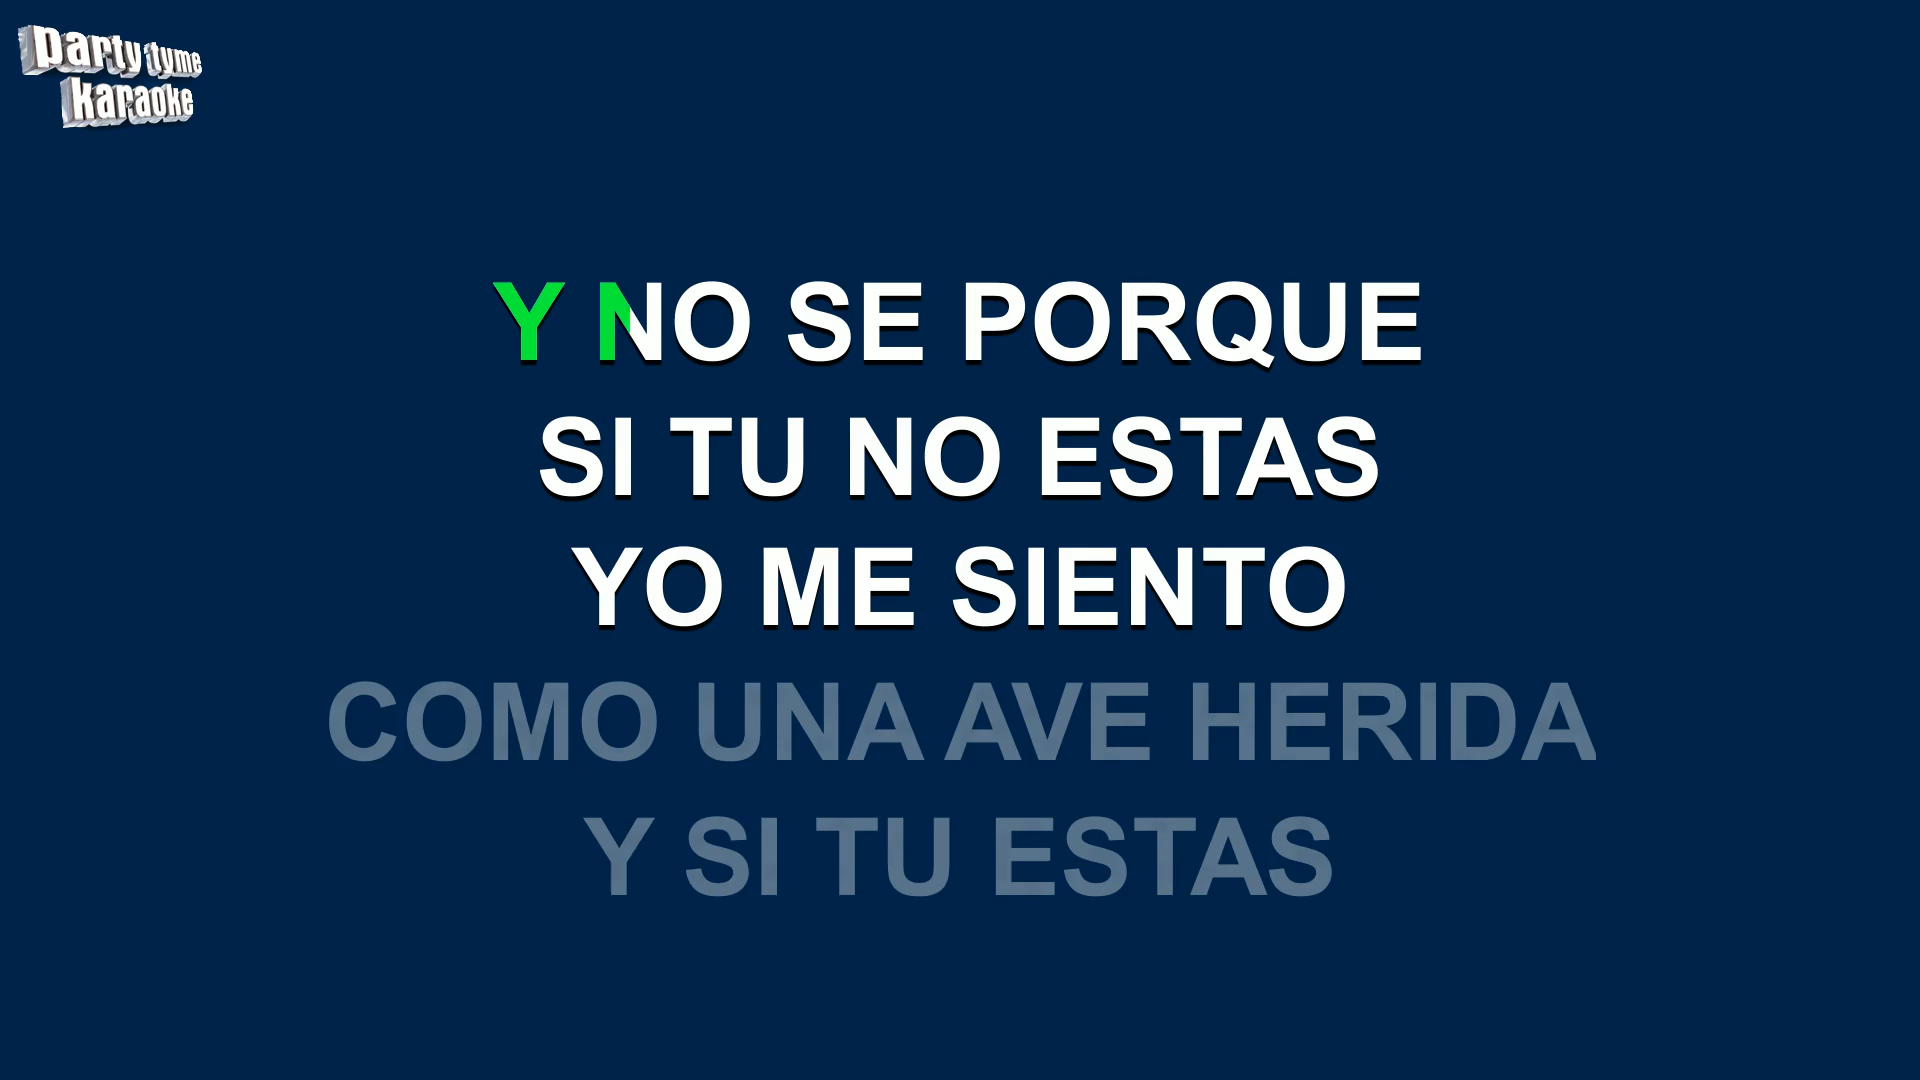 party tyme
karaoke
Y NO SE PORQUE
SI TU NO ESTAS
YO ME SIENTO
COMO UNA AVE HERIDA
Y SI TU ESTAS